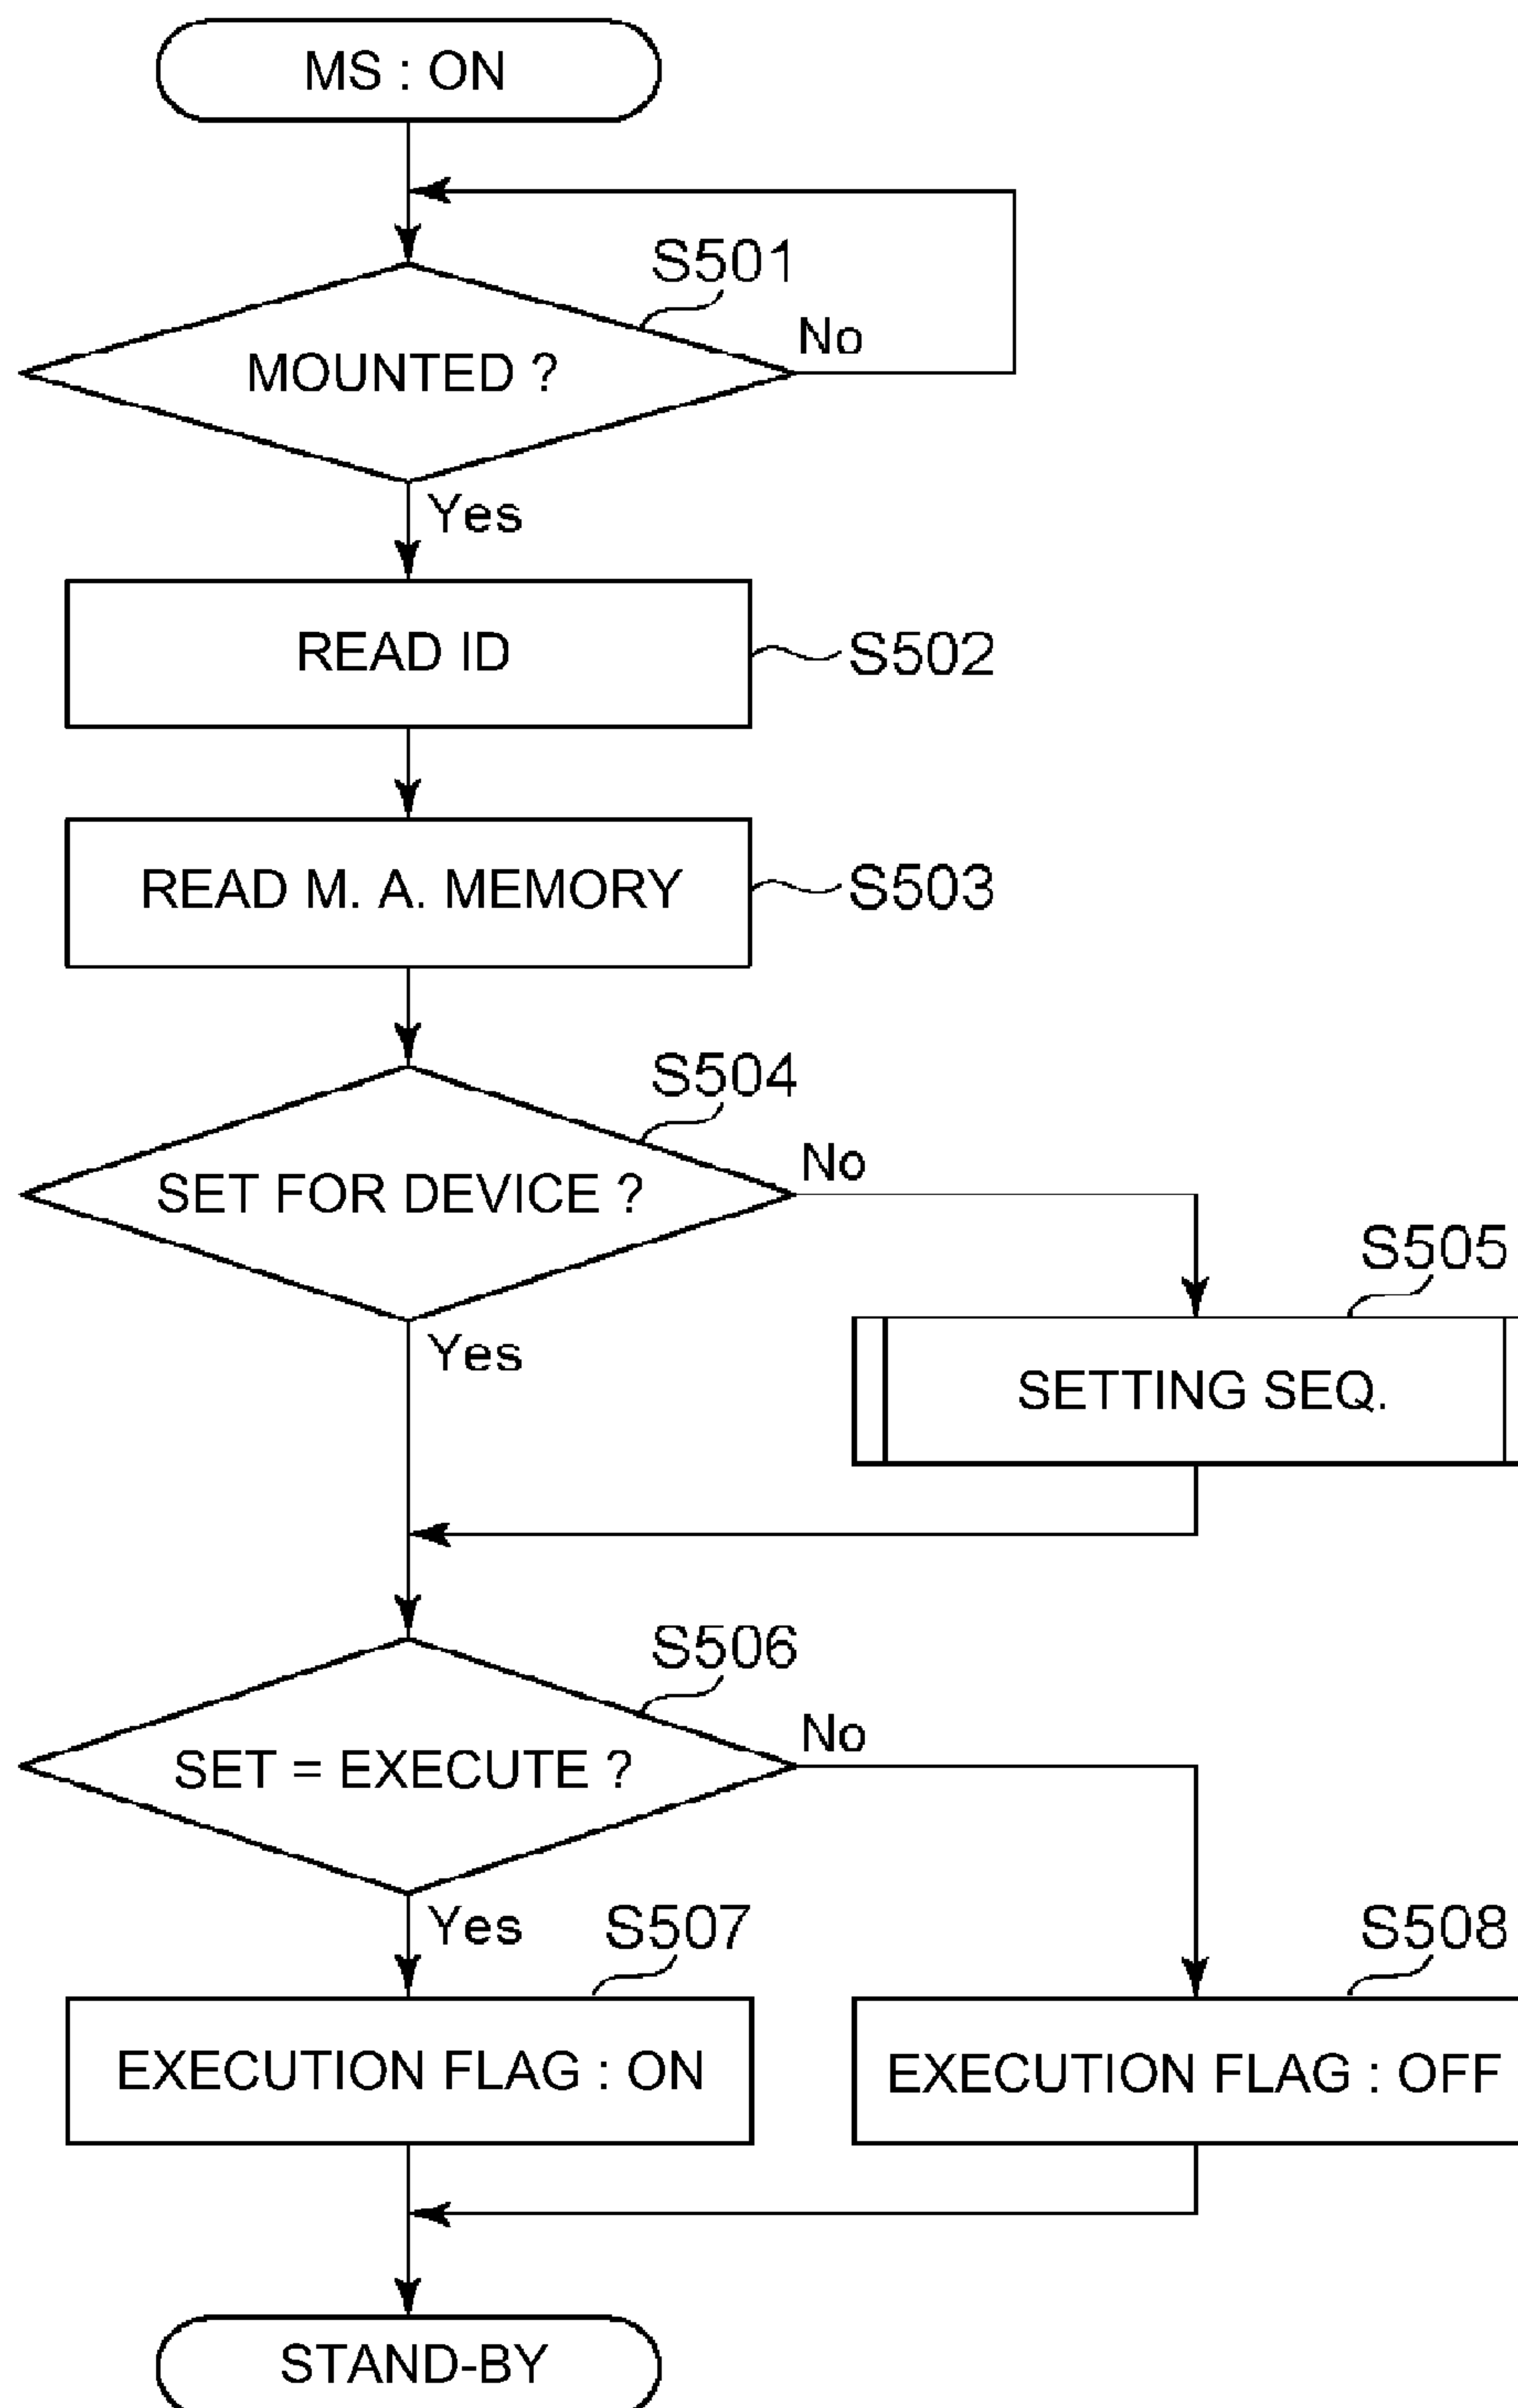 MS : ON
S501
MOUNTED ?
No
Yes
READ ID
S502
READ M. A. MEMORY
S503
S504
SET FOR DEVICE ?
No
Yes
S505
SETTING SEQ.
S506
SET = EXECUTE ?
No
Yes
S507
S508
EXECUTION FLAG : ON
EXECUTION FLAG : OFF
STAND-BY